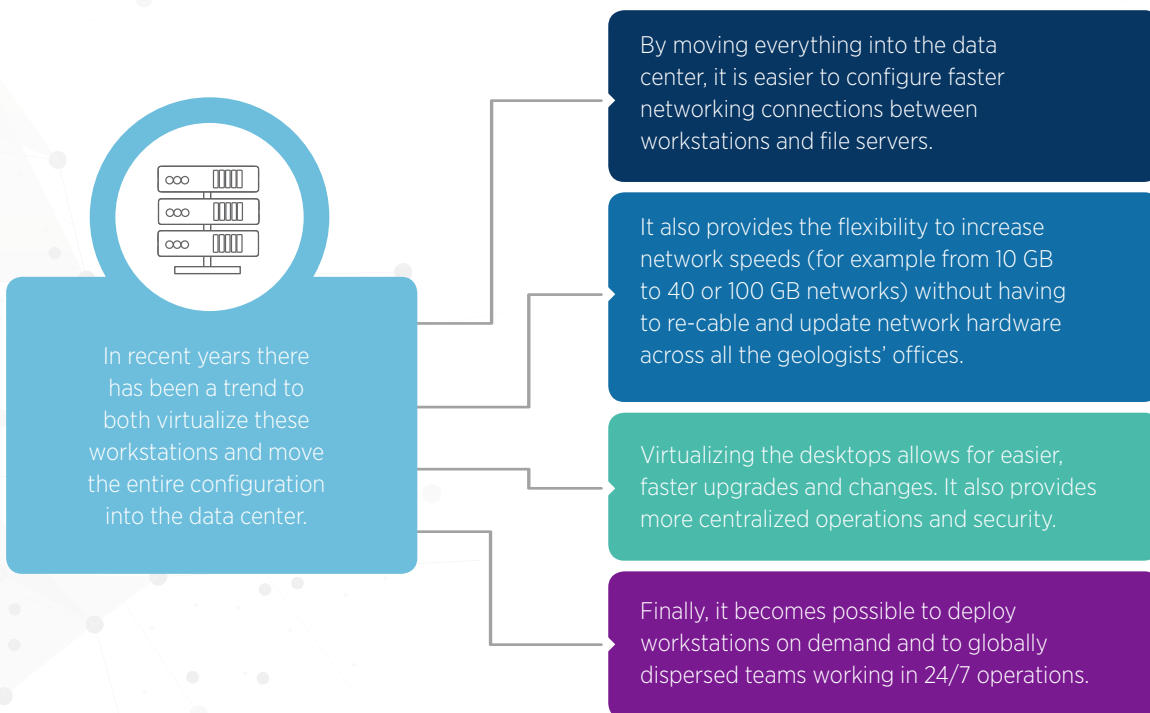 In recent years there
has been a trend to
both virtualize these
workstations and move
the entire configuration
into the data center.
By moving everything into the data
center, it is easier to configure faster
networking connections between
workstations and file servers.
It also provides the flexibility to increase
network speeds (for example from 10 GB
to 40 or 100 GB networks) without having
to re-cable and update network hardware
across all the geologists’ offices.
Virtualizing the desktops allows for easier,
faster upgrades and changes. It also provides
more centralized operations and security.
Finally, it becomes possible to deploy
workstations on demand and to globally
dispersed teams working in 24/7 operations.